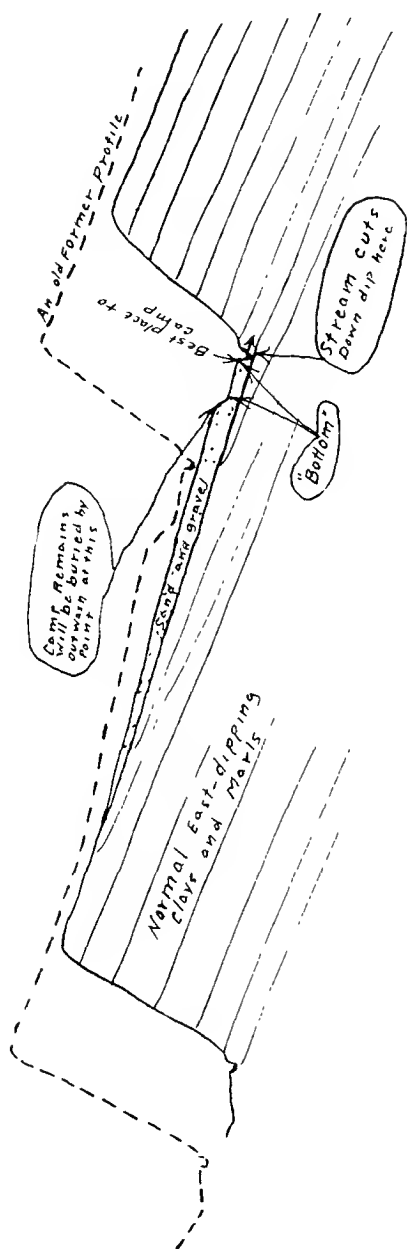 An old Former Profile
Best place to
camp
Stream cuts
Down dip here
"Bottom"
Camp Remains
will be buried by
outwash at this
Point
Sand and gravel
Normal East-dipping
Clays and Marls